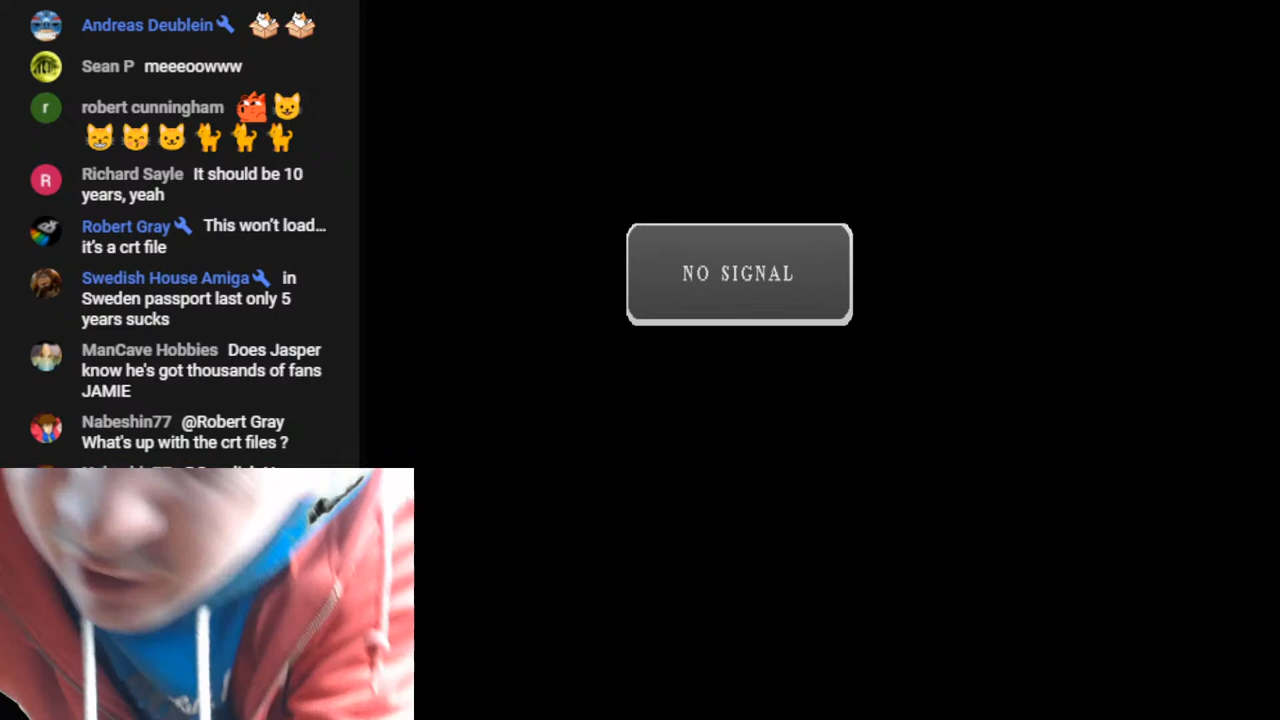 Andreas Deublein
Sean P meeeoowww
robert cunningham
Richard Sayle It should be 10
years, yeah
Robert Gray This won't load...
it's a crt file
Swedish House Amiga in
Sweden passport last only 5
years sucks
ManCave Hobbies Does Jasper
know he's got thousands of fans
JAMIE
Nabeshin77 @Robert Gray
What's up with the crt files ?
r
R
NO SIGNAL